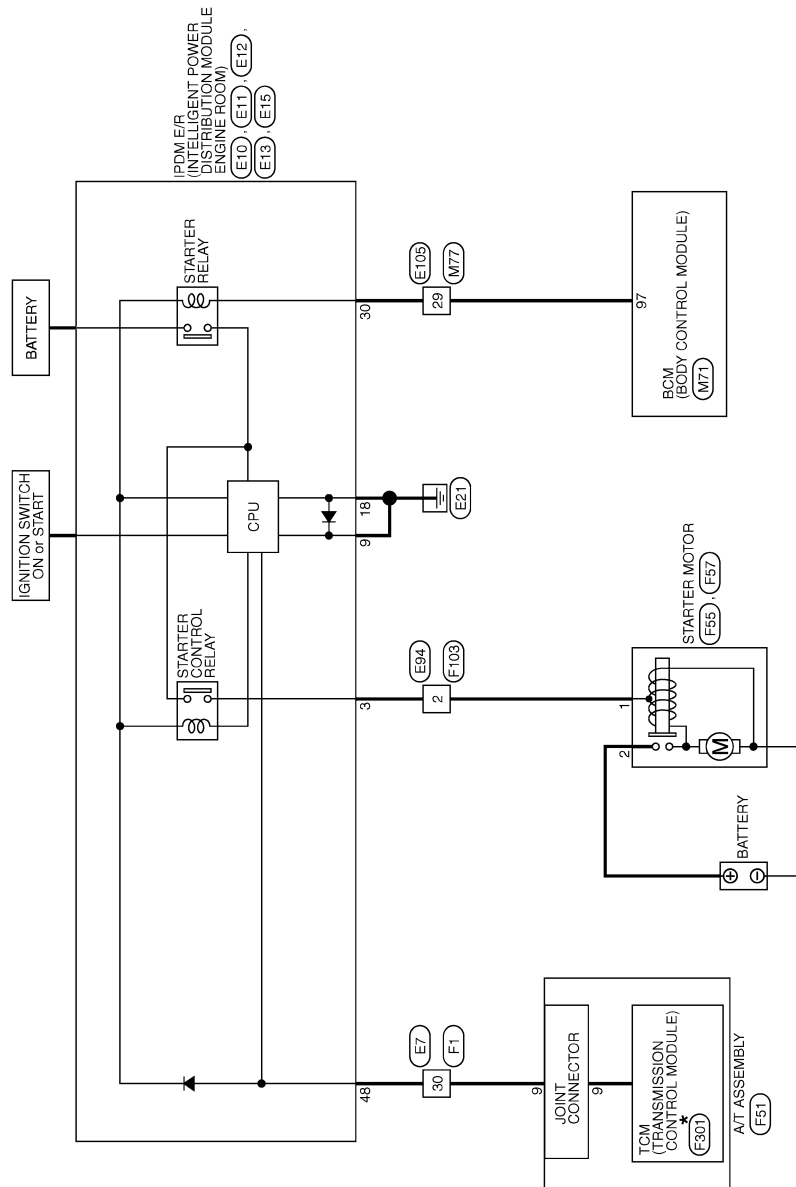 BATTERY
IGNITION SWITCH
ON or START
IPDM E/R
(INTELLIGENT POWER
DISTRIBUTION MODULE
ENGINE ROOM)
E10 , E11 , E12 ,
E13 , E15
STARTER
RELAY
CPU
STARTER
CONTROL
RELAY
48
3
9
18
30
E7
30
F1
E94
2
F103
E21
E105
29
M77
9
JOINT
CONNECTOR
9
TCM
(TRANSMISSION
CONTROL MODULE)
*
F301
A/T ASSEMBLY
F51
BATTERY
+
−
2
1
M
STARTER MOTOR
F55 , F57
97
BCM
(BODY CONTROL MODULE)
M71